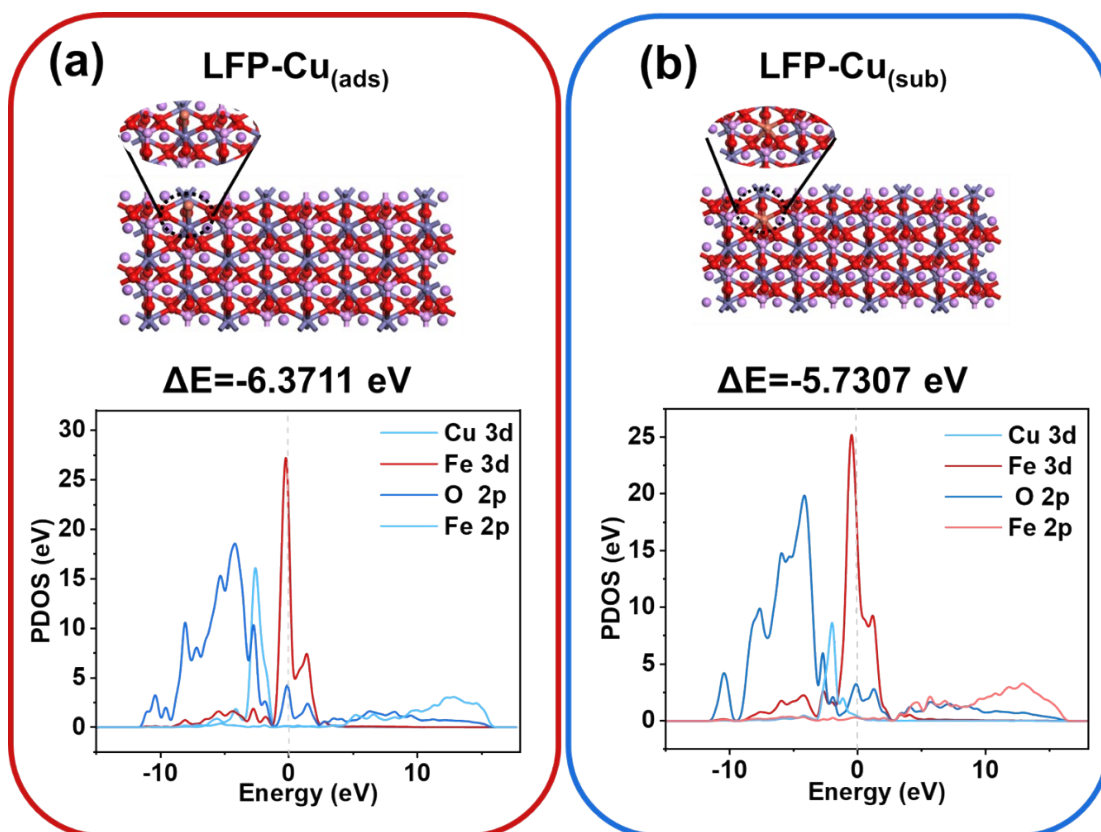 (a) LFP-Cu(ads)
ΔE=-6.3711 eV
30
25
20
15
10
5
0
PDOS (eV)
Cu 3d
Fe 3d
O 2p
Fe 2p
-10 0 10
Energy (eV)
(b) LFP-Cu(sub)
ΔE=-5.7307 eV
25
20
15
10
5
0
PDOS (eV)
Cu 3d
Fe 3d
O 2p
Fe 2p
-10 0 10
Energy (eV)